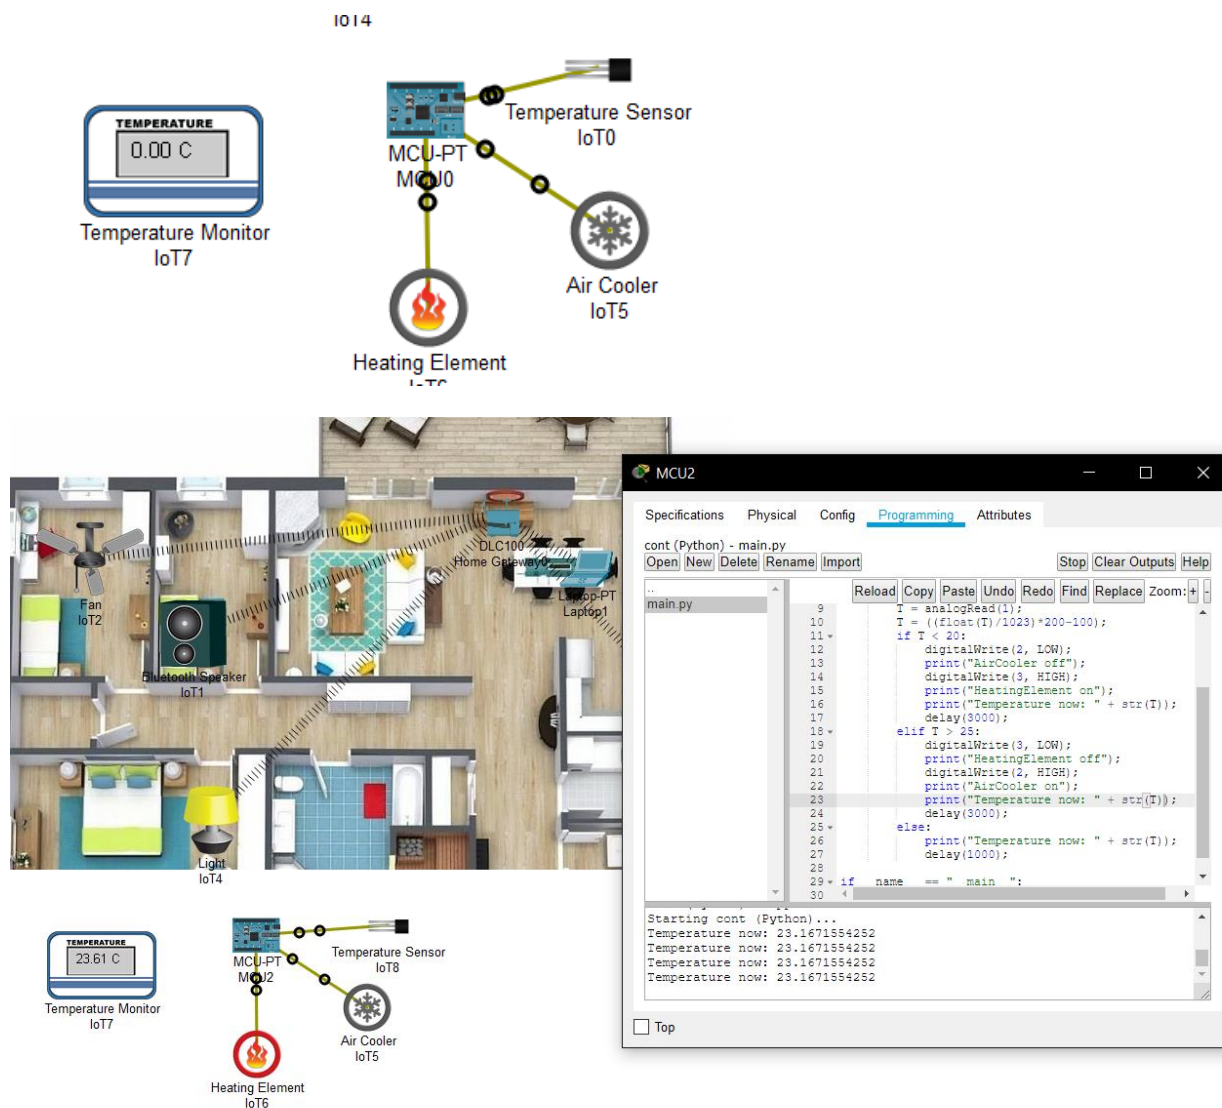 IoT4
TEMPERATURE
0.00 C
Temperature Monitor
IoT7
Temperature Sensor
IoT0
MCU-PT
MCU0
Air Cooler
IoT5
Heating Element
IoT6
Fan
IoT2
Bluetooth Speaker
IoT1
DLC100
Home Gateway0
Laptop-PT
Laptop1
Light
IoT4
TEMPERATURE
23.61 C
Temperature Monitor
IoT7
MCU-PT
MCU2
Temperature Sensor
IoT8
Air Cooler
IoT5
Heating Element
IoT6
MCU2
Specifications Physical Config Programming Attributes
cont (Python) - main.py
Open New Delete Rename Import Stop Clear Outputs Help
..
main.py
Reload Copy Paste Undo Redo Find Replace Zoom: + -
9 T = analogRead(1);
10 T = ((float(T)/1023)*200-100);
11 if T < 20:
12 digitalWrite(2, LOW);
13 print("AirCooler off");
14 digitalWrite(3, HIGH);
15 print("HeatingElement on");
16 print("Temperature now: " + str(T));
17 delay(3000);
18 elif T > 25:
19 digitalWrite(3, LOW);
20 print("HeatingElement off");
21 digitalWrite(2, HIGH);
22 print("AirCooler on");
23 print("Temperature now: " + str(T));
24 delay(3000);
25 else:
26 print("Temperature now: " + str(T));
27 delay(1000);
28
29 if __name__ == "__main__":
30
Starting cont (Python)...
Temperature now: 23.1671554252
Temperature now: 23.1671554252
Temperature now: 23.1671554252
Temperature now: 23.1671554252
Top